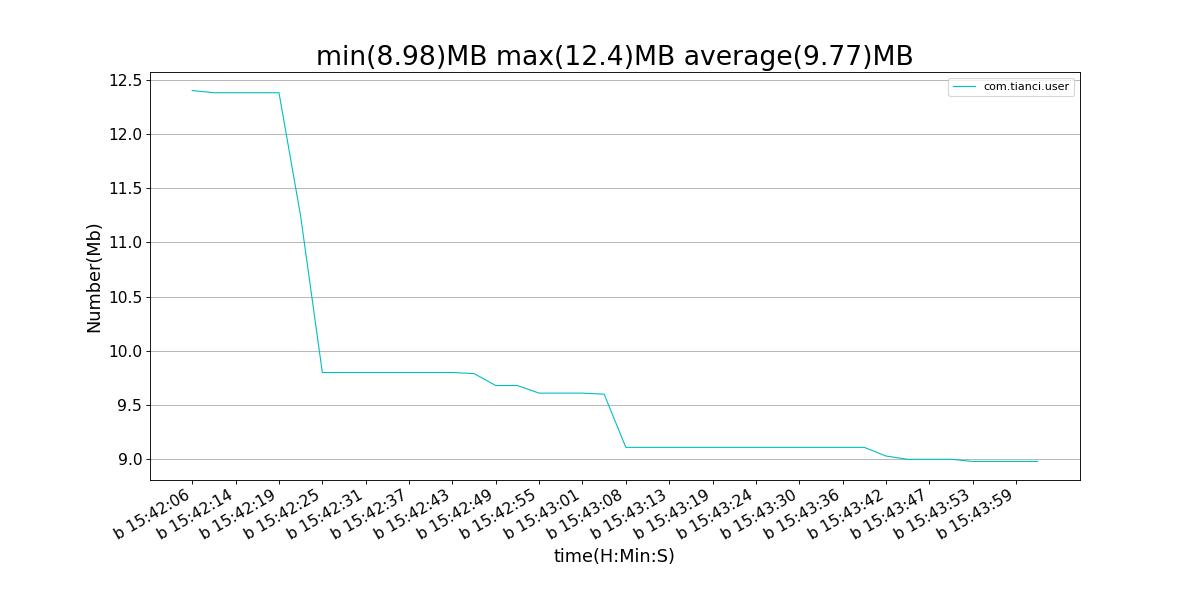 min(8.98)MB max(12.4)MB average(9.77)MB
com.tianci.user
12.5
12.0
11.5
11.0
10.5
10.0
9.5
9.0
Number(Mb)
b 15:42:06
b 15:42:14
b 15:42:19
b 15:42:25
b 15:42:31
b 15:42:37
b 15:42:43
b 15:42:49
b 15:42:55
b 15:43:01
b 15:43:08
b 15:43:13
b 15:43:19
b 15:43:24
b 15:43:30
b 15:43:36
b 15:43:42
b 15:43:47
b 15:43:53
b 15:43:59
time(H:Min:S)